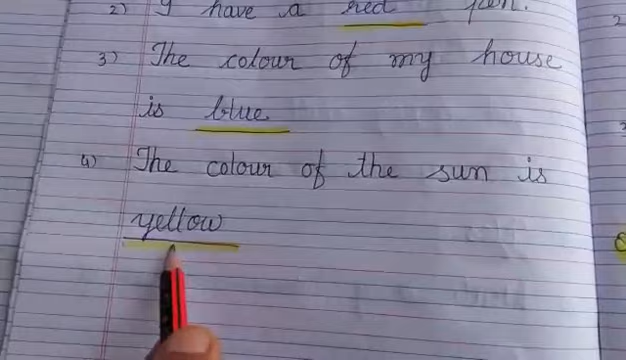 2) I have a red pen.
3) The colour of my house
is blue
4) The colour of the sun is
yellow